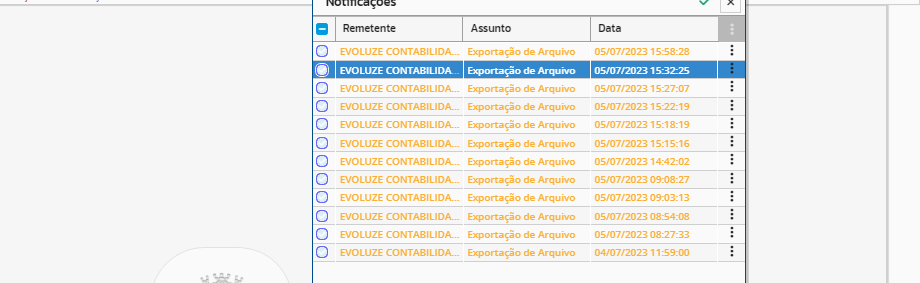 Notificações
Remetente Assunto Data
EVOLUZE CONTABILIDA... Exportação de Arquivo 05/07/2023 15:58:28
EVOLUZE CONTABILIDA... Exportação de Arquivo 05/07/2023 15:32:25
EVOLUZE CONTABILIDA... Exportação de Arquivo 05/07/2023 15:27:07
EVOLUZE CONTABILIDA... Exportação de Arquivo 05/07/2023 15:22:19
EVOLUZE CONTABILIDA... Exportação de Arquivo 05/07/2023 15:18:19
EVOLUZE CONTABILIDA... Exportação de Arquivo 05/07/2023 15:15:16
EVOLUZE CONTABILIDA... Exportação de Arquivo 05/07/2023 14:42:02
EVOLUZE CONTABILIDA... Exportação de Arquivo 05/07/2023 09:08:27
EVOLUZE CONTABILIDA... Exportação de Arquivo 05/07/2023 09:03:13
EVOLUZE CONTABILIDA... Exportação de Arquivo 05/07/2023 08:54:08
EVOLUZE CONTABILIDA... Exportação de Arquivo 05/07/2023 08:27:33
EVOLUZE CONTABILIDA... Exportação de Arquivo 04/07/2023 11:59:00